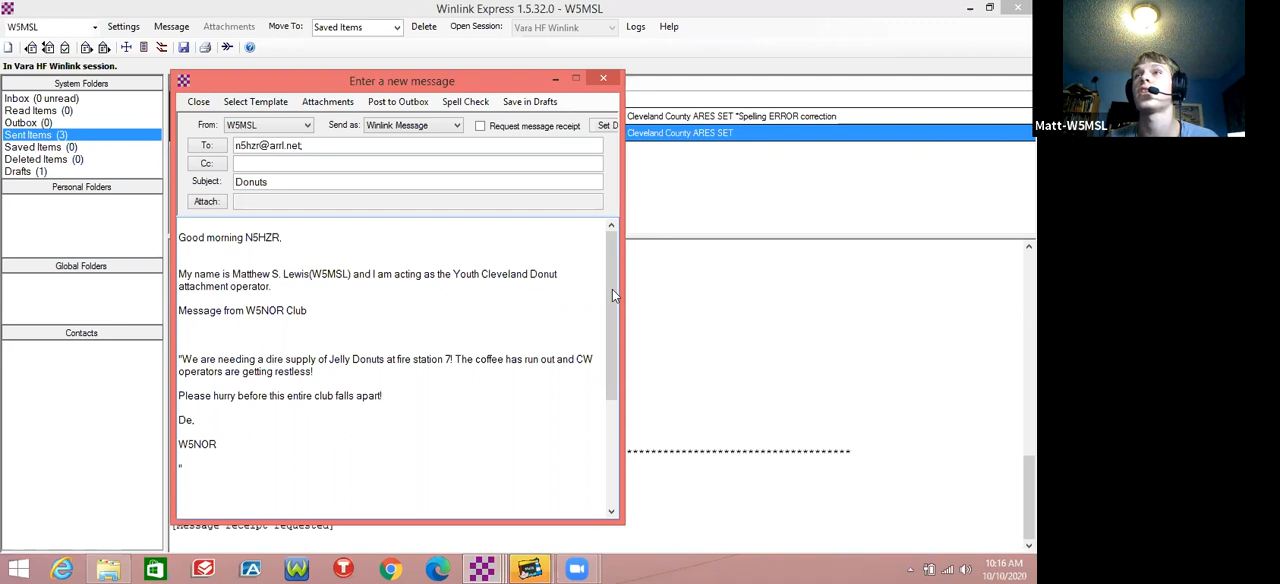 Winlink Express 1.5.32.0 - W5MSL
W5MSL Settings Message Attachments Move To: Saved Items Delete Open Session: Vara HF Winlink Logs Help
In Vara HF Winlink session.
System Folders
Inbox (0 unread)
Read Items (0)
Outbox (0)
Sent Items (3)
Saved Items (0)
Deleted Items (0)
Drafts (1)
Personal Folders
Global Folders
Contacts
Enter a new message
Close Select Template Attachments Post to Outbox Spell Check Save in Drafts
From: W5MSL Send as: Winlink Message Request message receipt Set D
To: n5hzr@arrl.net;
Cc:
Subject: Donuts
Attach:
Good morning N5HZR,
My name is Matthew S. Lewis(W5MSL) and I am acting as the Youth Cleveland Donut
attachment operator.
Message from W5NOR Club
"We are needing a dire supply of Jelly Donuts at fire station 7! The coffee has run out and CW
operators are getting restless!
Please hurry before this entire club falls apart!
De,
W5NOR
"
Cleveland County ARES SET *Spelling ERROR correction
Cleveland County ARES SET
*************************************
[Message receipt requested]
Matt-W5MSL
10:16 AM
10/10/2020